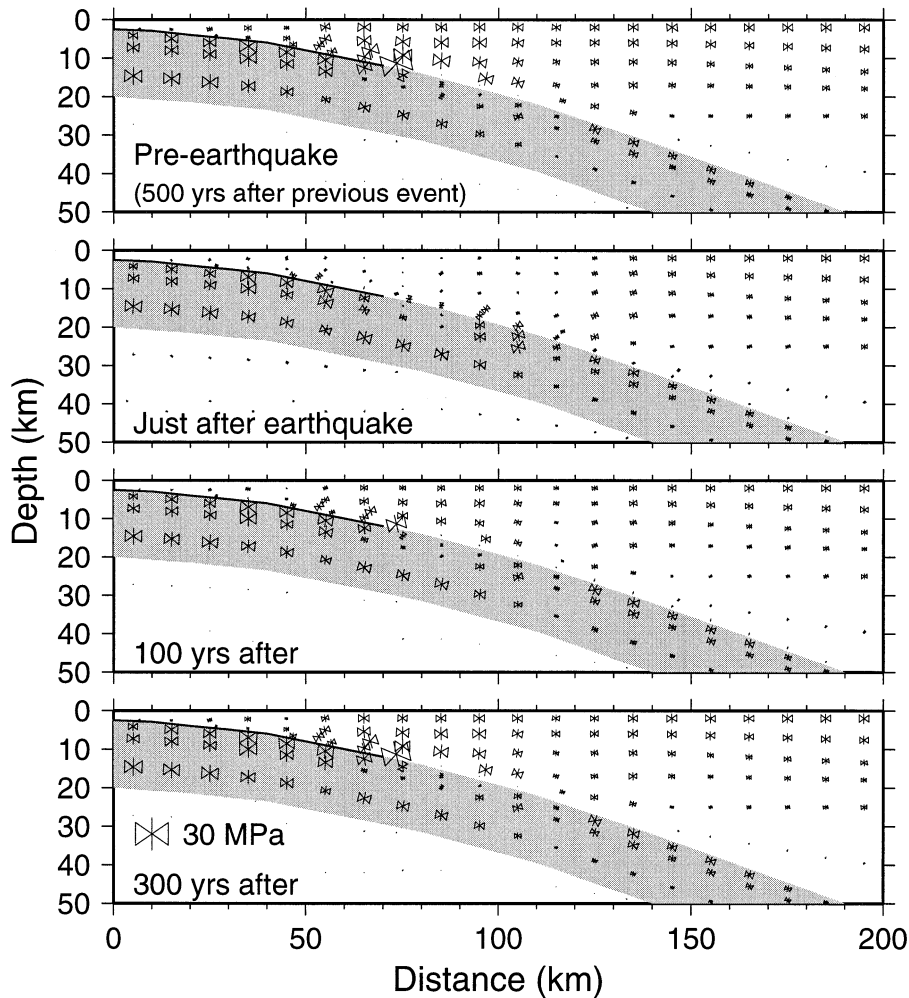 0
10
20
30
40
50
Pre-earthquake
(500 yrs after previous event)
0
10
20
30
40
50
Just after earthquake
0
10
20
30
40
50
100 yrs after
0
10
20
30
40
50
30 MPa
300 yrs after
Depth (km)
0 50 100 150 200
Distance (km)